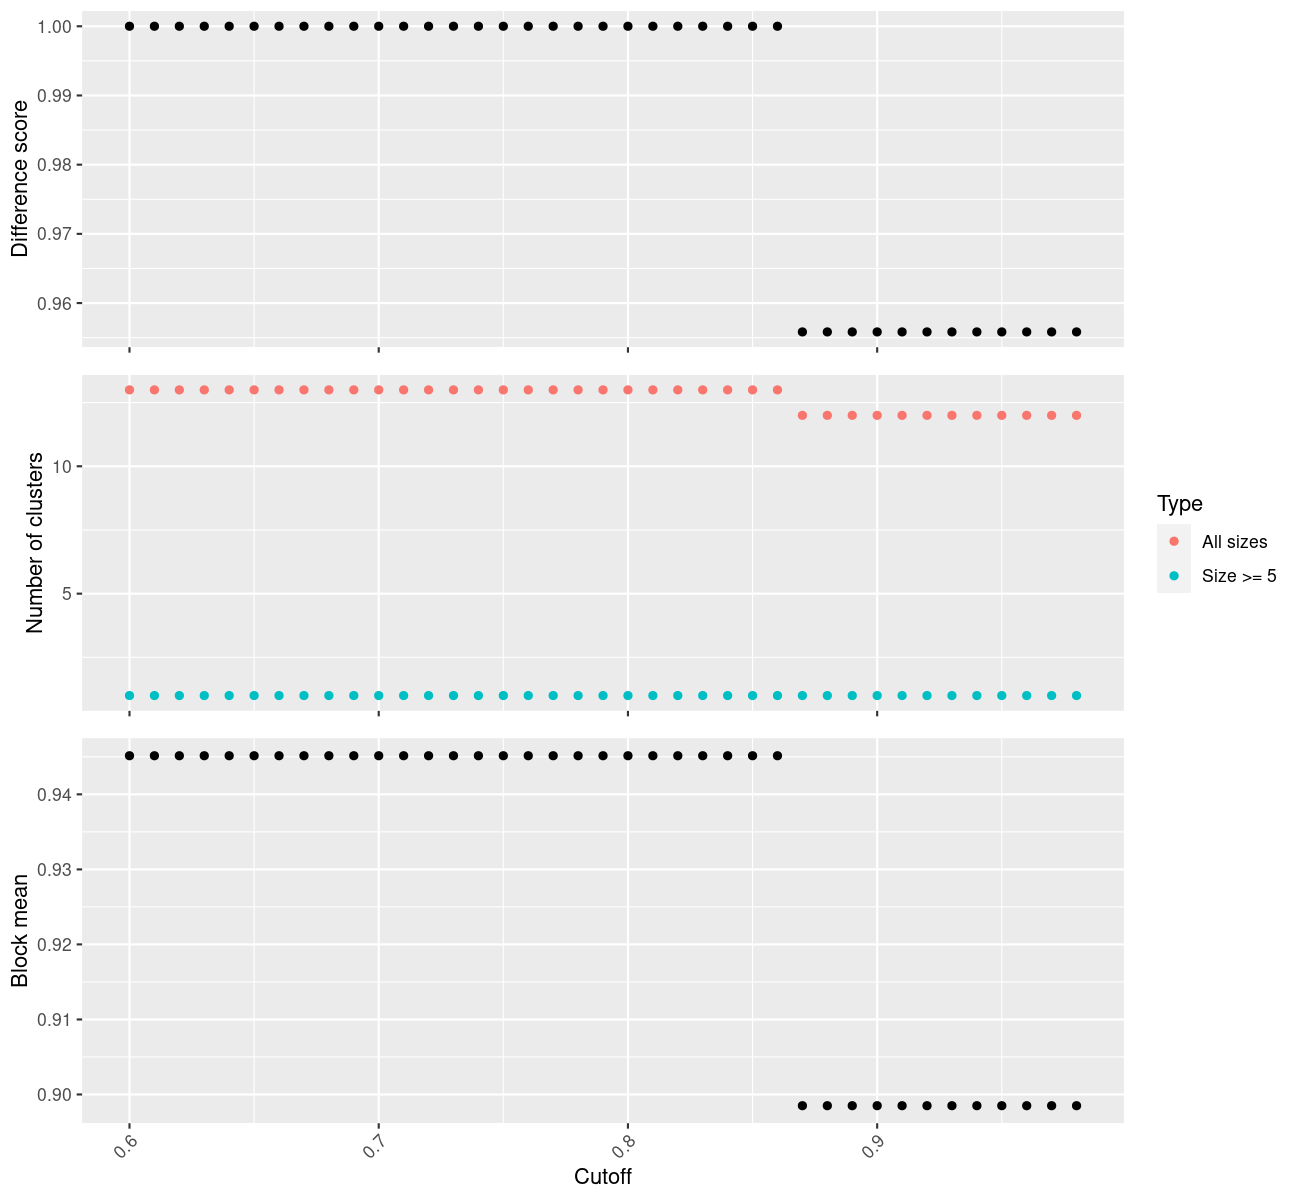 Difference score
1.00
0.99
0.98
0.97
0.96
Number of clusters
10
5
Type
All sizes
Size >= 5
Block mean
0.94
0.93
0.92
0.91
0.90
0.6
0.7
0.8
0.9
Cutoff